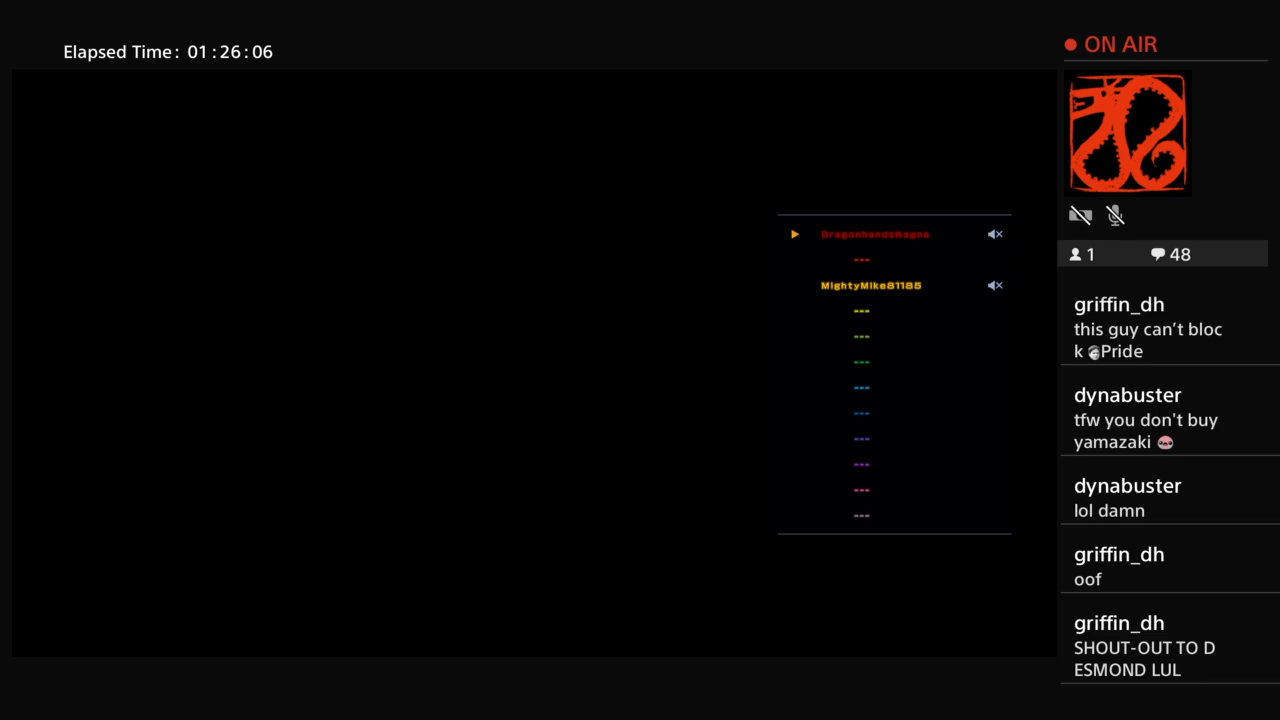 Elapsed Time: 01:26:06
ON AIR
DragonhandsRagna
---
MightyMike81185
---
---
---
---
---
---
---
---
---
1 48
griffin_dh
this guy can’t bloc
k Pride
dynabuster
tfw you don't buy
yamazaki
dynabuster
lol damn
griffin_dh
oof
griffin_dh
SHOUT-OUT TO D
ESMOND LUL